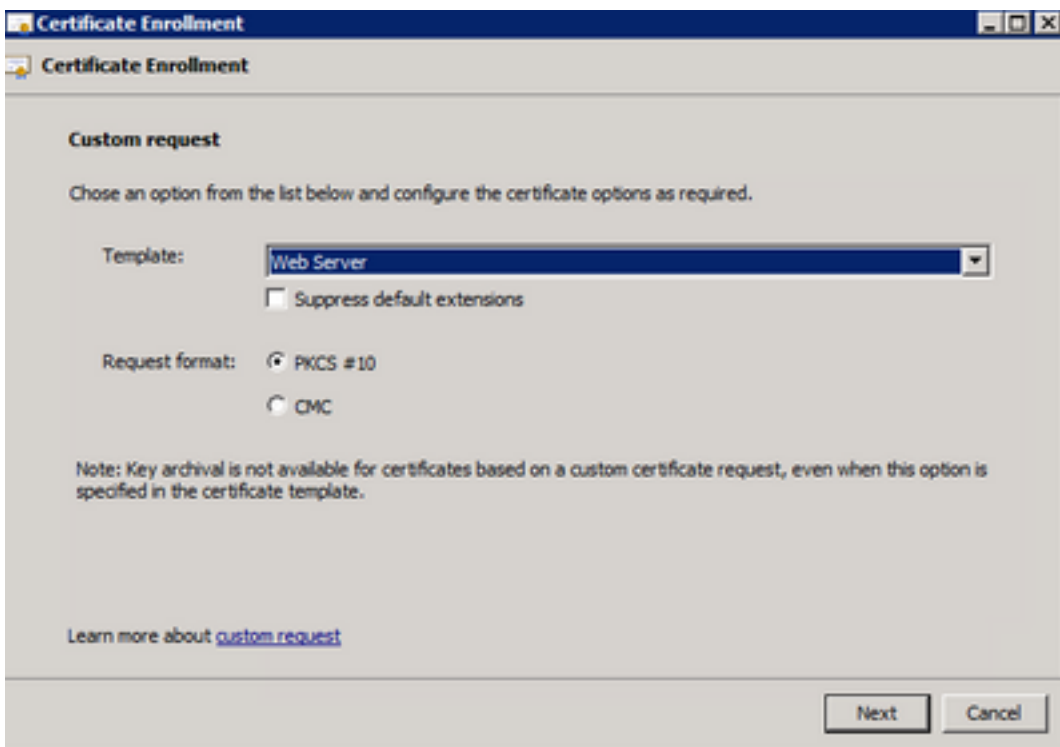 Certificate Enrollment
Certificate Enrollment
Custom request
Chose an option from the list below and configure the certificate options as required.
Template:
Web Server
Suppress default extensions
Request format:
PKCS #10
CMC
Note: Key archival is not available for certificates based on a custom certificate request, even when this option is
specified in the certificate template.
Learn more about custom request
Next
Cancel